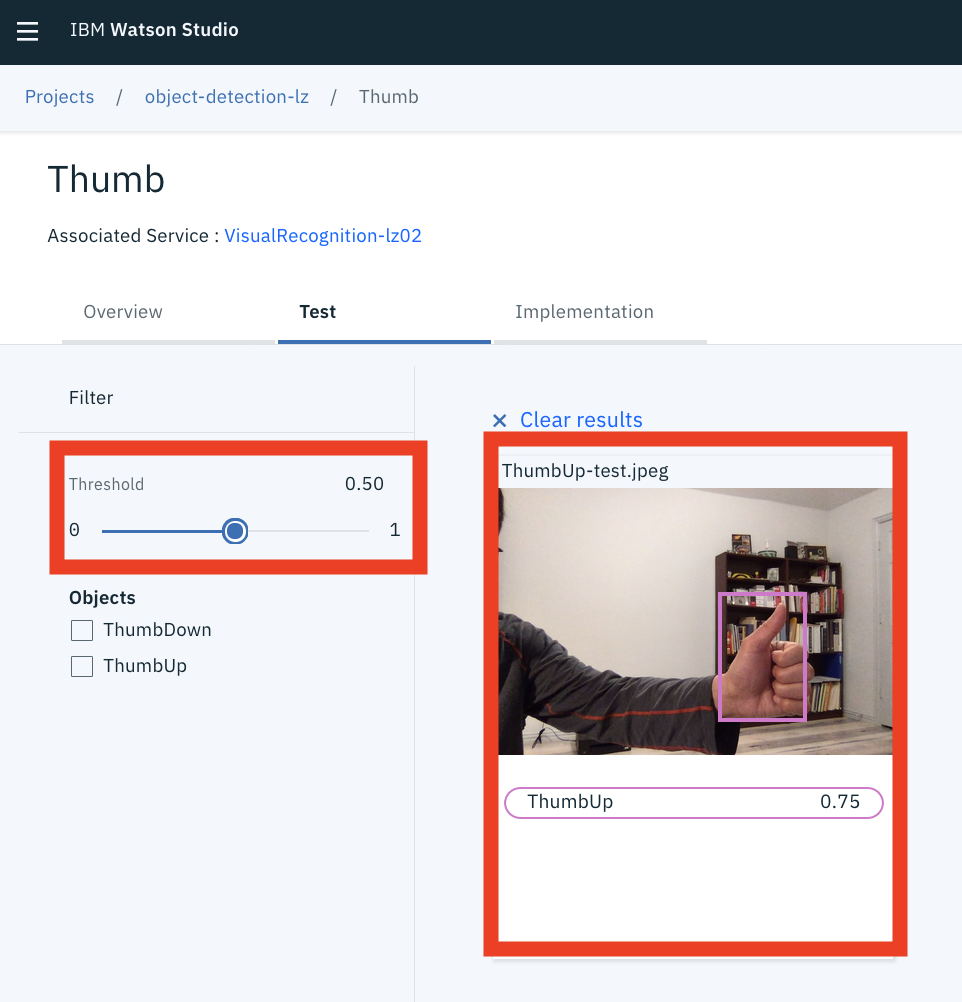 IBM Watson Studio
Projects / object-detection-lz / Thumb
Thumb
Associated Service : VisualRecognition-lz02
Overview Test Implementation
Filter
Threshold 0.50
0 1
Objects
ThumbDown
ThumbUp
× Clear results
ThumbUp-test.jpeg
ThumbUp 0.75